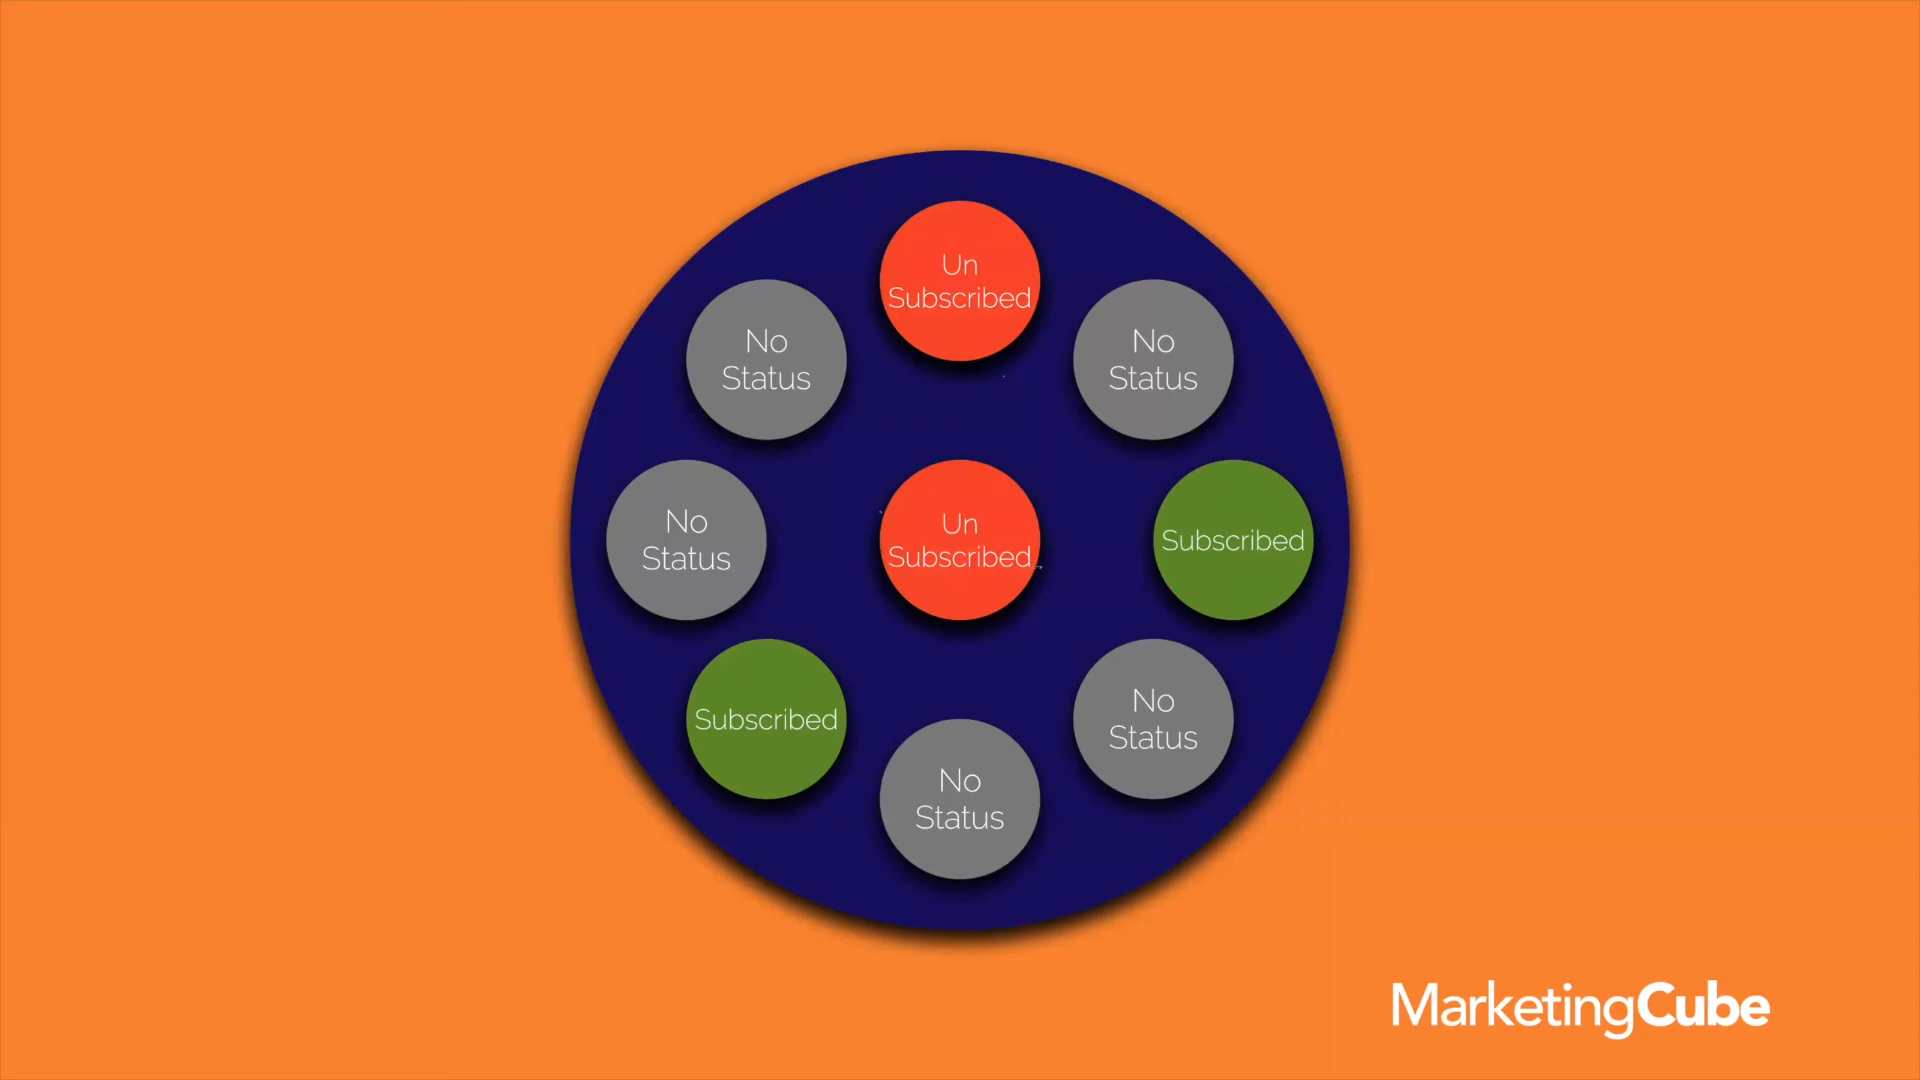 Un
Subscribed
No
Status
No
Status
No
Status
Un
Subscribed
Subscribed
Subscribed
No
Status
No
Status
MarketingCube